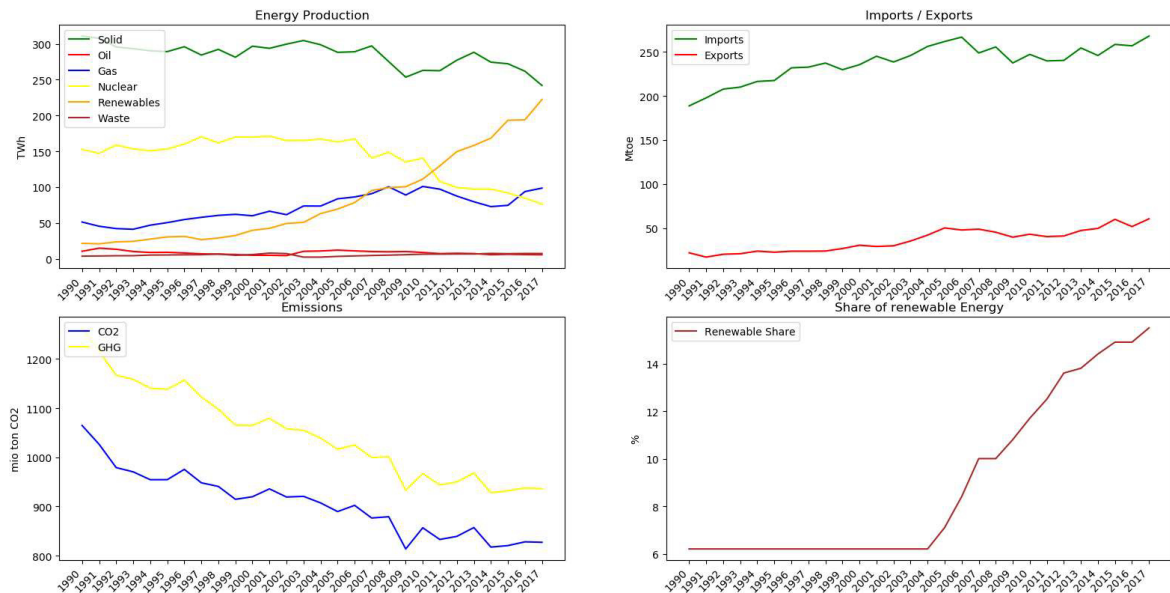 Energy Production
Solid
Oil
Gas
Nuclear
Renewables
Waste
TWh
300
250
200
150
100
50
0
1990 1991 1992 1993 1994 1995 1996 1997 1998 1999 2000 2001 2002 2003 2004 2005 2006 2007 2008 2009 2010 2011 2012 2013 2014 2015 2016 2017
Imports / Exports
Imports
Exports
Mtoe
250
200
150
100
50
1990 1991 1992 1993 1994 1995 1996 1997 1998 1999 2000 2001 2002 2003 2004 2005 2006 2007 2008 2009 2010 2011 2012 2013 2014 2015 2016 2017
Emissions
CO2
GHG
mio ton CO2
1200
1100
1000
900
800
1990 1991 1992 1993 1994 1995 1996 1997 1998 1999 2000 2001 2002 2003 2004 2005 2006 2007 2008 2009 2010 2011 2012 2013 2014 2015 2016 2017
Share of renewable Energy
Renewable Share
%
14
12
10
8
6
1990 1991 1992 1993 1994 1995 1996 1997 1998 1999 2000 2001 2002 2003 2004 2005 2006 2007 2008 2009 2010 2011 2012 2013 2014 2015 2016 2017